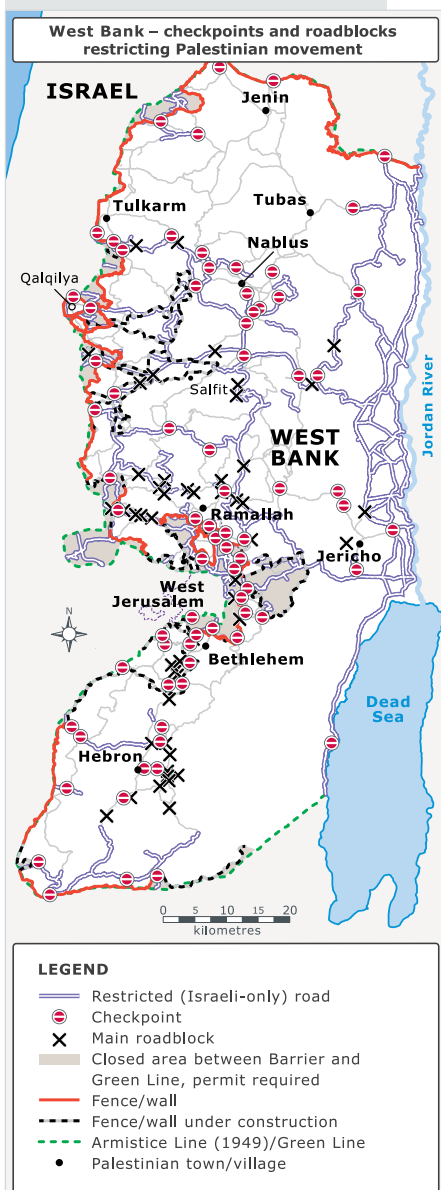 West Bank – checkpoints and roadblocks
restricting Palestinian movement
ISRAEL
Jenin
Tulkarm
Tubas
Nablus
Qalqilya
Jordan River
Salfit
WEST
BANK
Ramallah
Jericho
West
Jerusalem
N
Bethlehem
Dead
Sea
Hebron
0 5 10 15 20
kilometres
LEGEND
Restricted (Israeli-only) road
Checkpoint
Main roadblock
Closed area between Barrier and
Green Line, permit required
Fence/wall
Fence/wall under construction
Armistice Line (1949)/Green Line
Palestinian town/village